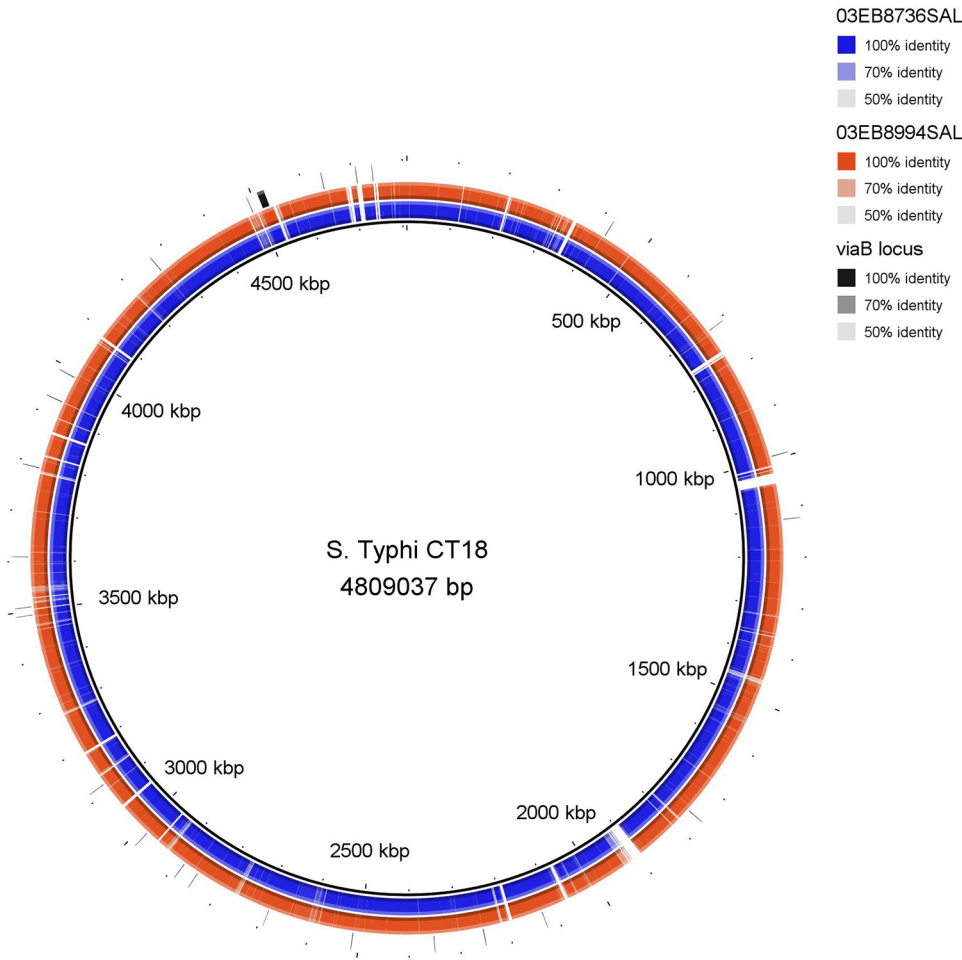 03EB8736SAL
100% identity
70% identity
50% identity
03EB8994SAL
100% identity
70% identity
50% identity
viaB locus
100% identity
70% identity
50% identity
4500 kbp
500 kbp
4000 kbp
1000 kbp
S. Typhi CT18
4809037 bp
3500 kbp
1500 kbp
3000 kbp
2000 kbp
2500 kbp